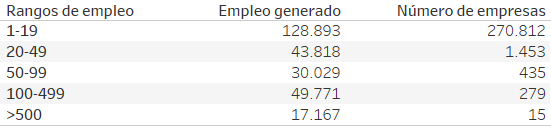 Rangos de empleo Empleo generado Número de empresas
1-19 128.893 270.812
20-49 43.818 1.453
50-99 30.029 435
100-499 49.771 279
>500 17.167 15